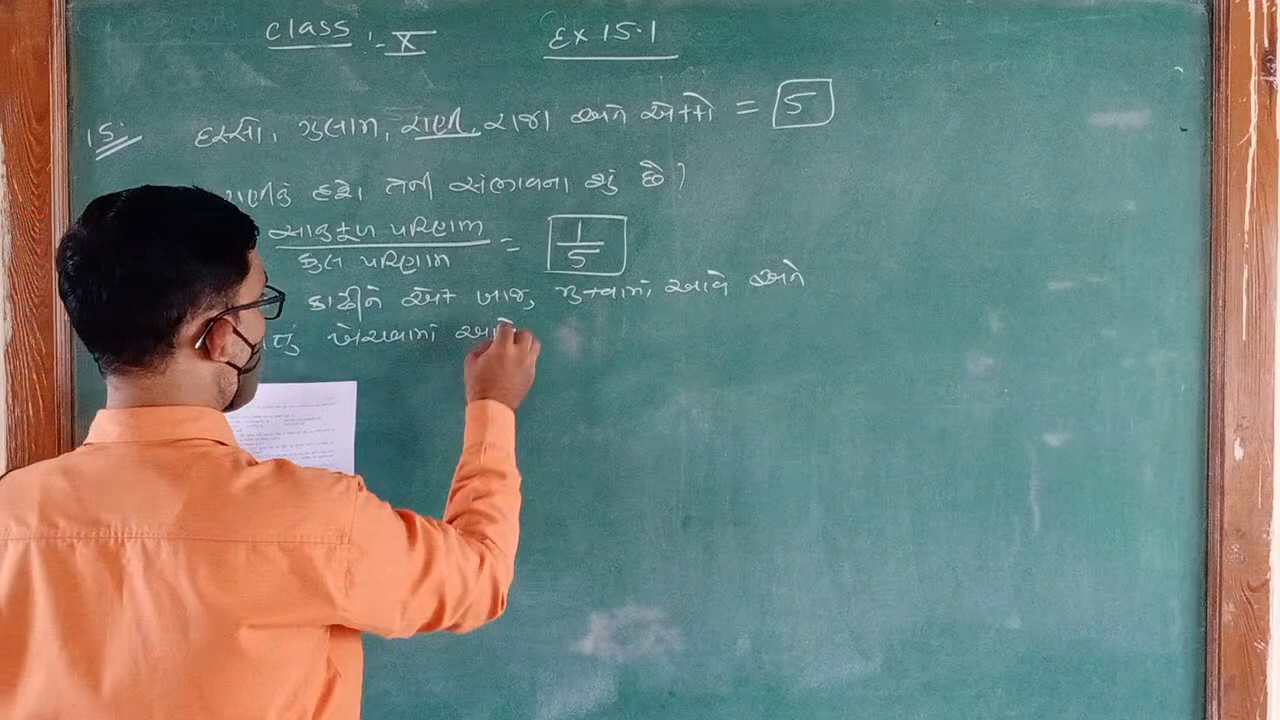 Class :- X Ex 15.1
15. દસ્સો, ગુલામ, રાણી, રાજા અને એક્કો = 5
રાણીનું હશે તેની સંભાવના શું છે?
સાનુકૂળ પરિણામ
કુલ પરિણામ
= 1/5
કાઢીને એક બાજુ મૂકવામાં આવે અને
ખેંચવામાં આવે